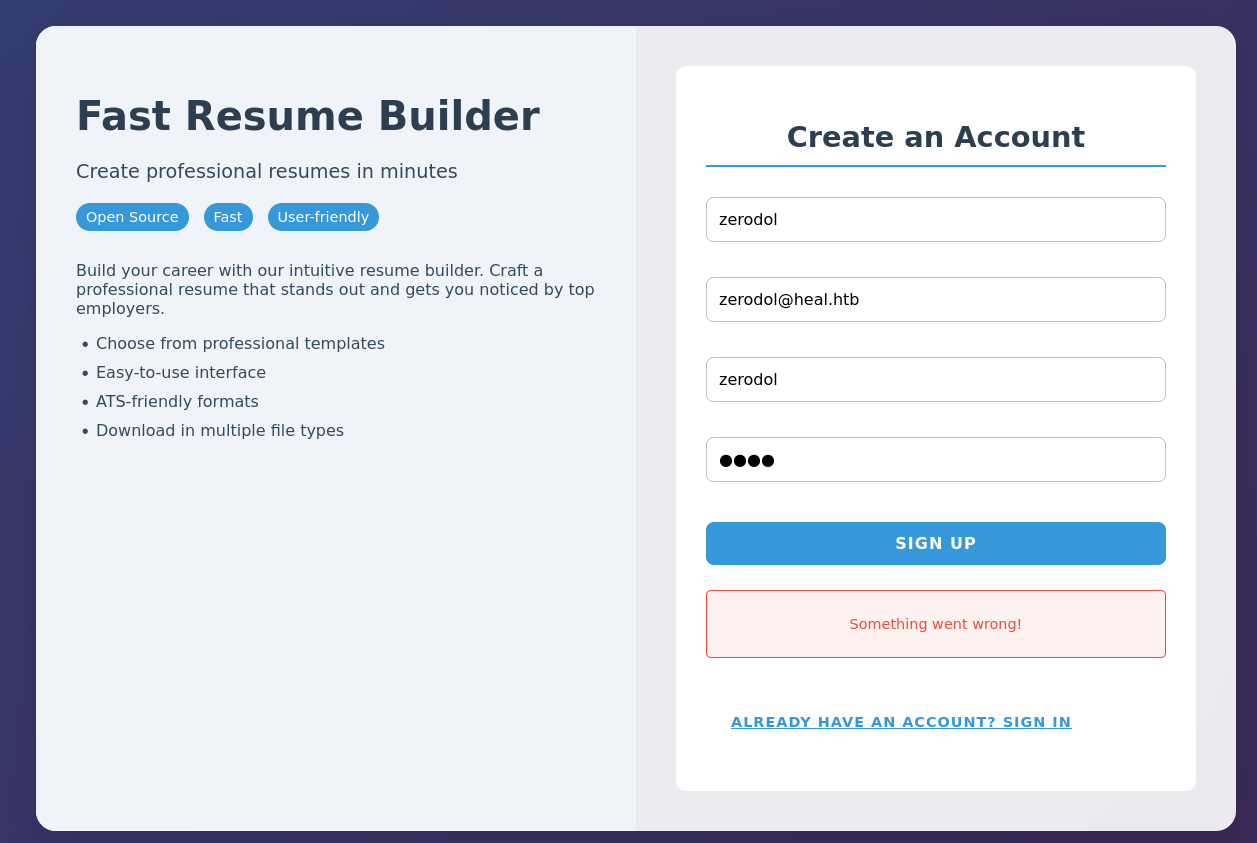 Fast Resume Builder
Create professional resumes in minutes
Open Source Fast User-friendly
Build your career with our intuitive resume builder. Craft a
professional resume that stands out and gets you noticed by top
employers.
• Choose from professional templates
• Easy-to-use interface
• ATS-friendly formats
• Download in multiple file types
Create an Account
zerodol
zerodol@heal.htb
zerodol
●●●●
SIGN UP
Something went wrong!
ALREADY HAVE AN ACCOUNT? SIGN IN